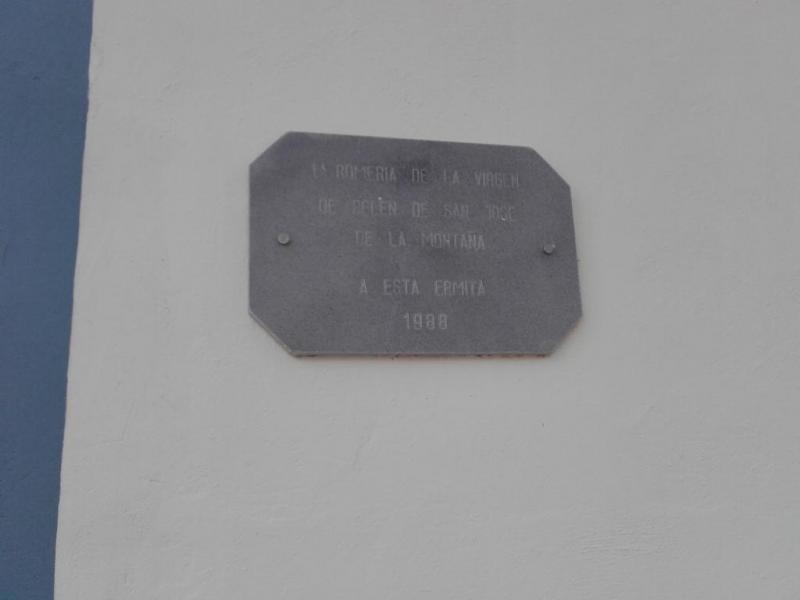 LA ROMERIA DE LA VIRGEN
DE BELEN DE SAN JOSE
DE LA MONTAÑA
A ESTA ERMITA
1988